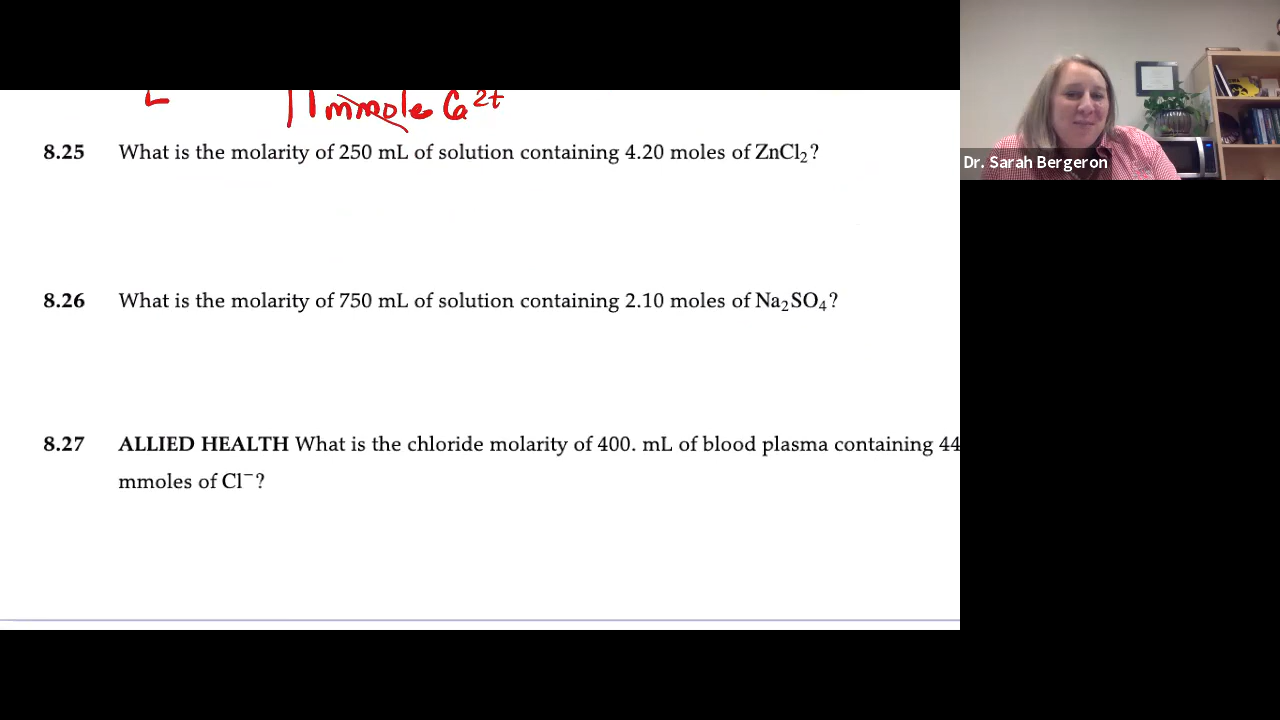 1 mmole Ca²⁺
8.25 What is the molarity of 250 mL of solution containing 4.20 moles of ZnCl₂?
8.26 What is the molarity of 750 mL of solution containing 2.10 moles of Na₂SO₄?
8.27 ALLIED HEALTH What is the chloride molarity of 400. mL of blood plasma containing 44
mmoles of Cl⁻?
Dr. Sarah Bergeron